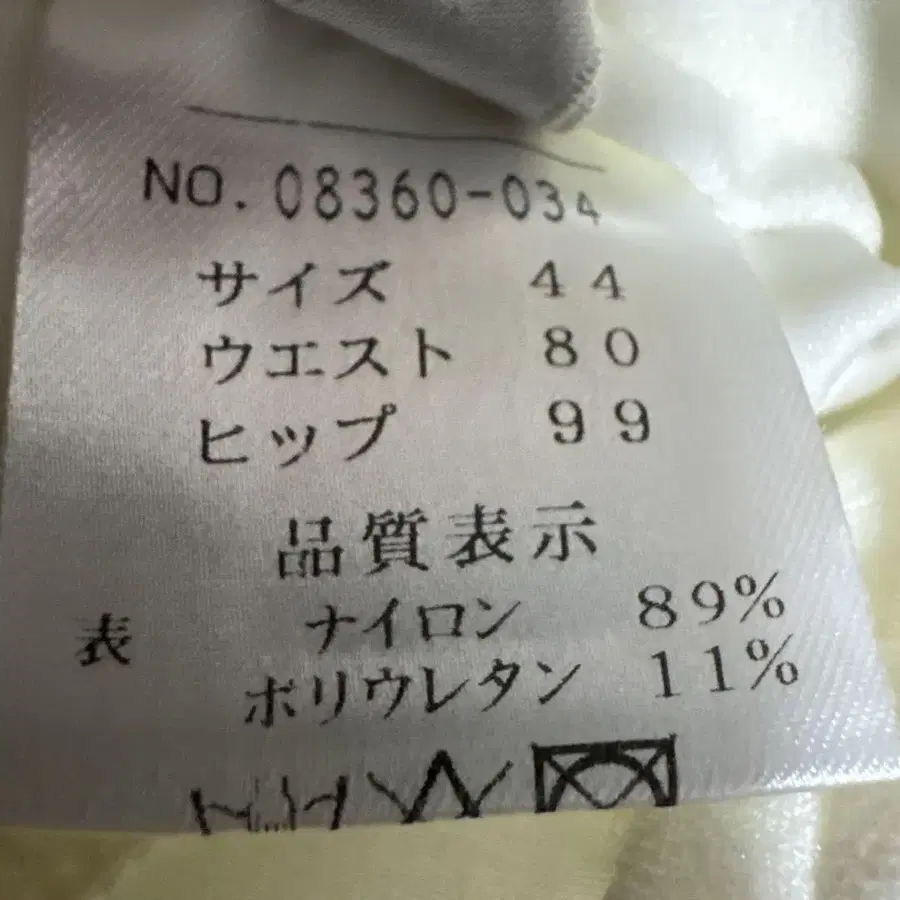 NO. 08360-034
サイズ 44
ウエスト 80
ヒップ 99
品質表示
表 ナイロン 89%
ポリウレタン 11%